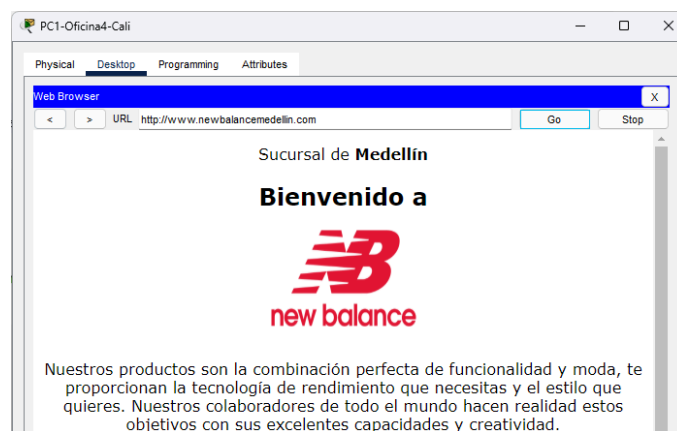 PC1-Oficina4-Cali
Physical Desktop Programming Attributes
Web Browser X
< > URL http://www.newbalancemedellin.com Go Stop
Sucursal de Medellín
Bienvenido a
NB
new balance
Nuestros productos son la combinación perfecta de funcionalidad y moda, te
proporcionan la tecnología de rendimiento que necesitas y el estilo que
quieres. Nuestros colaboradores de todo el mundo hacen realidad estos
objetivos con sus excelentes capacidades y creatividad.